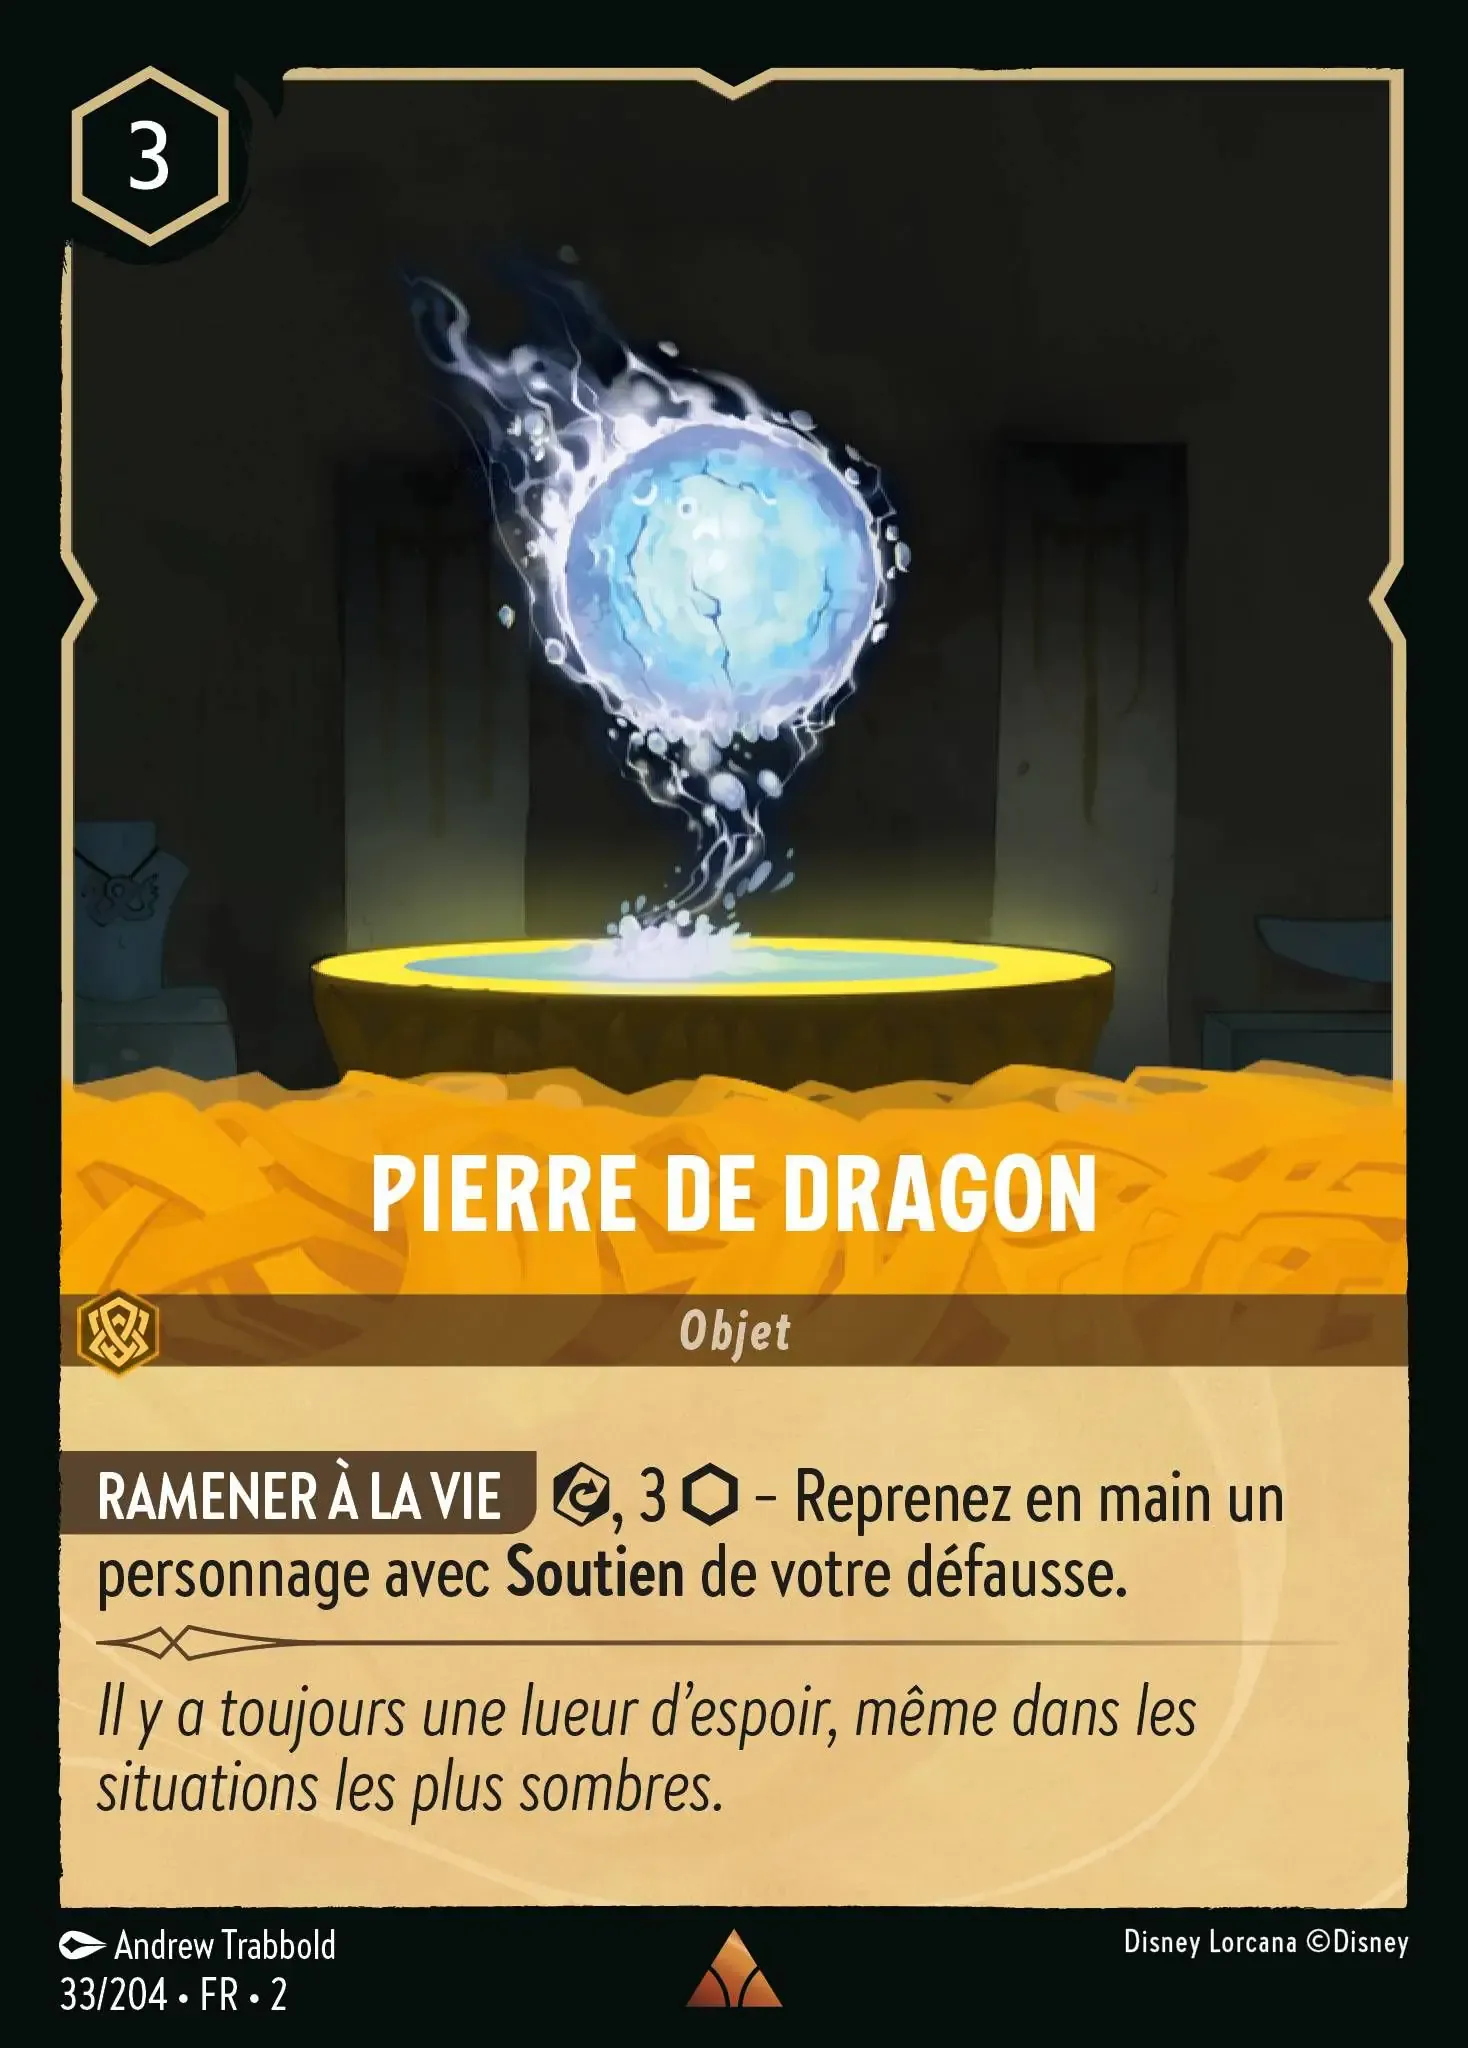 3
PIERRE DE DRAGON
Objet
RAMENER À LA VIE , 3 – Reprenez en main un
personnage avec Soutien de votre défausse.
Il y a toujours une lueur d’espoir, même dans les
situations les plus sombres.
Andrew Trabbold
Disney Lorcana ©Disney
33/204 • FR • 2